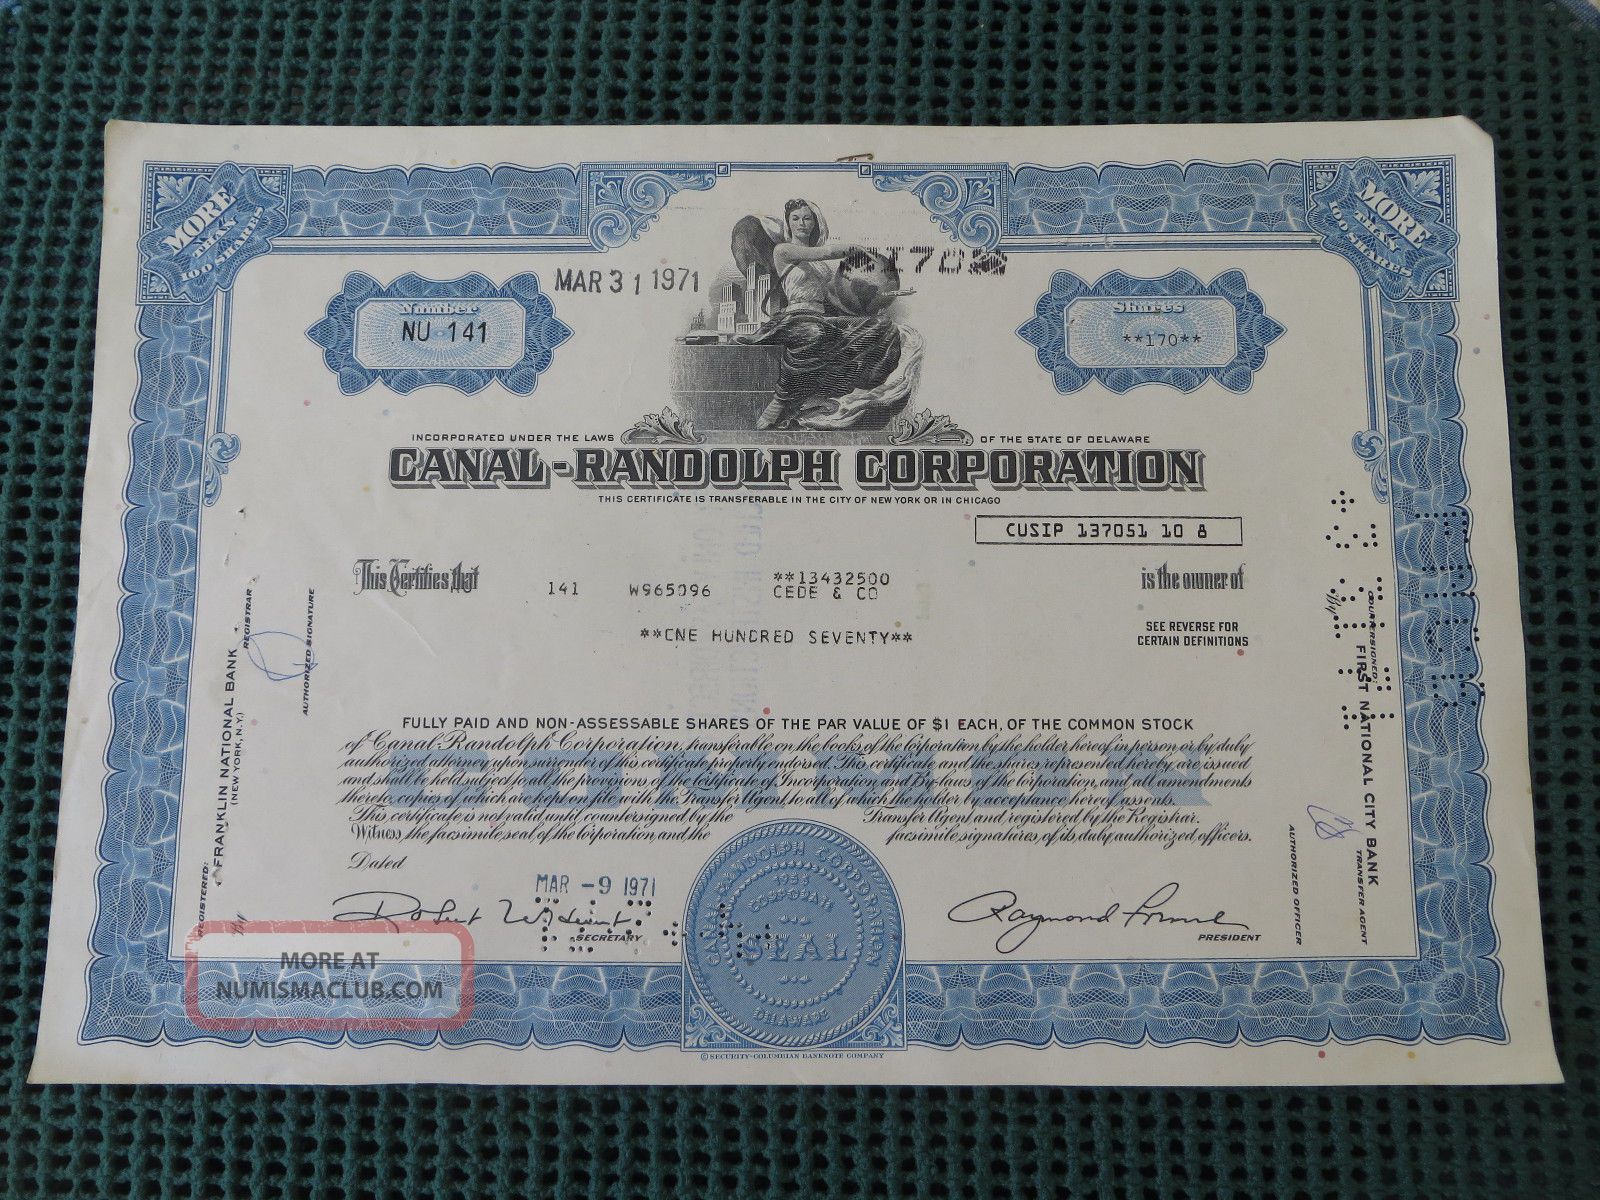 MORE
THAN
100 SHARES
MORE
THAN
100 SHARES
MAR 31 1971
Number
NU 141
Shares
**170**
INCORPORATED UNDER THE LAWS OF THE STATE OF DELAWARE
CANAL-RANDOLPH CORPORATION
THIS CERTIFICATE IS TRANSFERABLE IN THE CITY OF NEW YORK OR IN CHICAGO
CUSIP 137051 10 8
This Certifies that
141 W965096 **13432500
CEDE & CO
is the owner of
**ONE HUNDRED SEVENTY**
SEE REVERSE FOR
CERTAIN DEFINITIONS
FULLY PAID AND NON-ASSESSABLE SHARES OF THE PAR VALUE OF $1 EACH, OF THE COMMON STOCK
of Canal-Randolph Corporation, transferable on the books of the Corporation by the holder hereof in person or by duly
authorized attorney upon surrender of this certificate properly endorsed. This certificate and the shares represented hereby are issued
and shall be held subject to all the provisions of the Certificate of Incorporation and By-laws of the Corporation, and all amendments
thereto, copies of which are kept on file with the Transfer Agent, to all of which the holder by acceptance hereof assents.
This certificate is not valid until countersigned by the Transfer Agent and registered by the Registrar.
Witness the facsimile seal of the Corporation and the facsimile signatures of its duly authorized officers.
Dated
MAR -9 1971
SECRETARY
Raymond
PRESIDENT
CANAL-RANDOLPH CORPORATION
1955
CORPORATE
SEAL
DELAWARE
© SECURITY-COLUMBIAN BANKNOTE COMPANY
REGISTERED:
FRANKLIN NATIONAL BANK
(NEW YORK, N.Y.)
REGISTRAR
By
AUTHORIZED SIGNATURE
COUNTERSIGNED:
FIRST NATIONAL CITY BANK
TRANSFER AGENT
By
AUTHORIZED OFFICER
MORE AT
NUMISMACLUB.COM